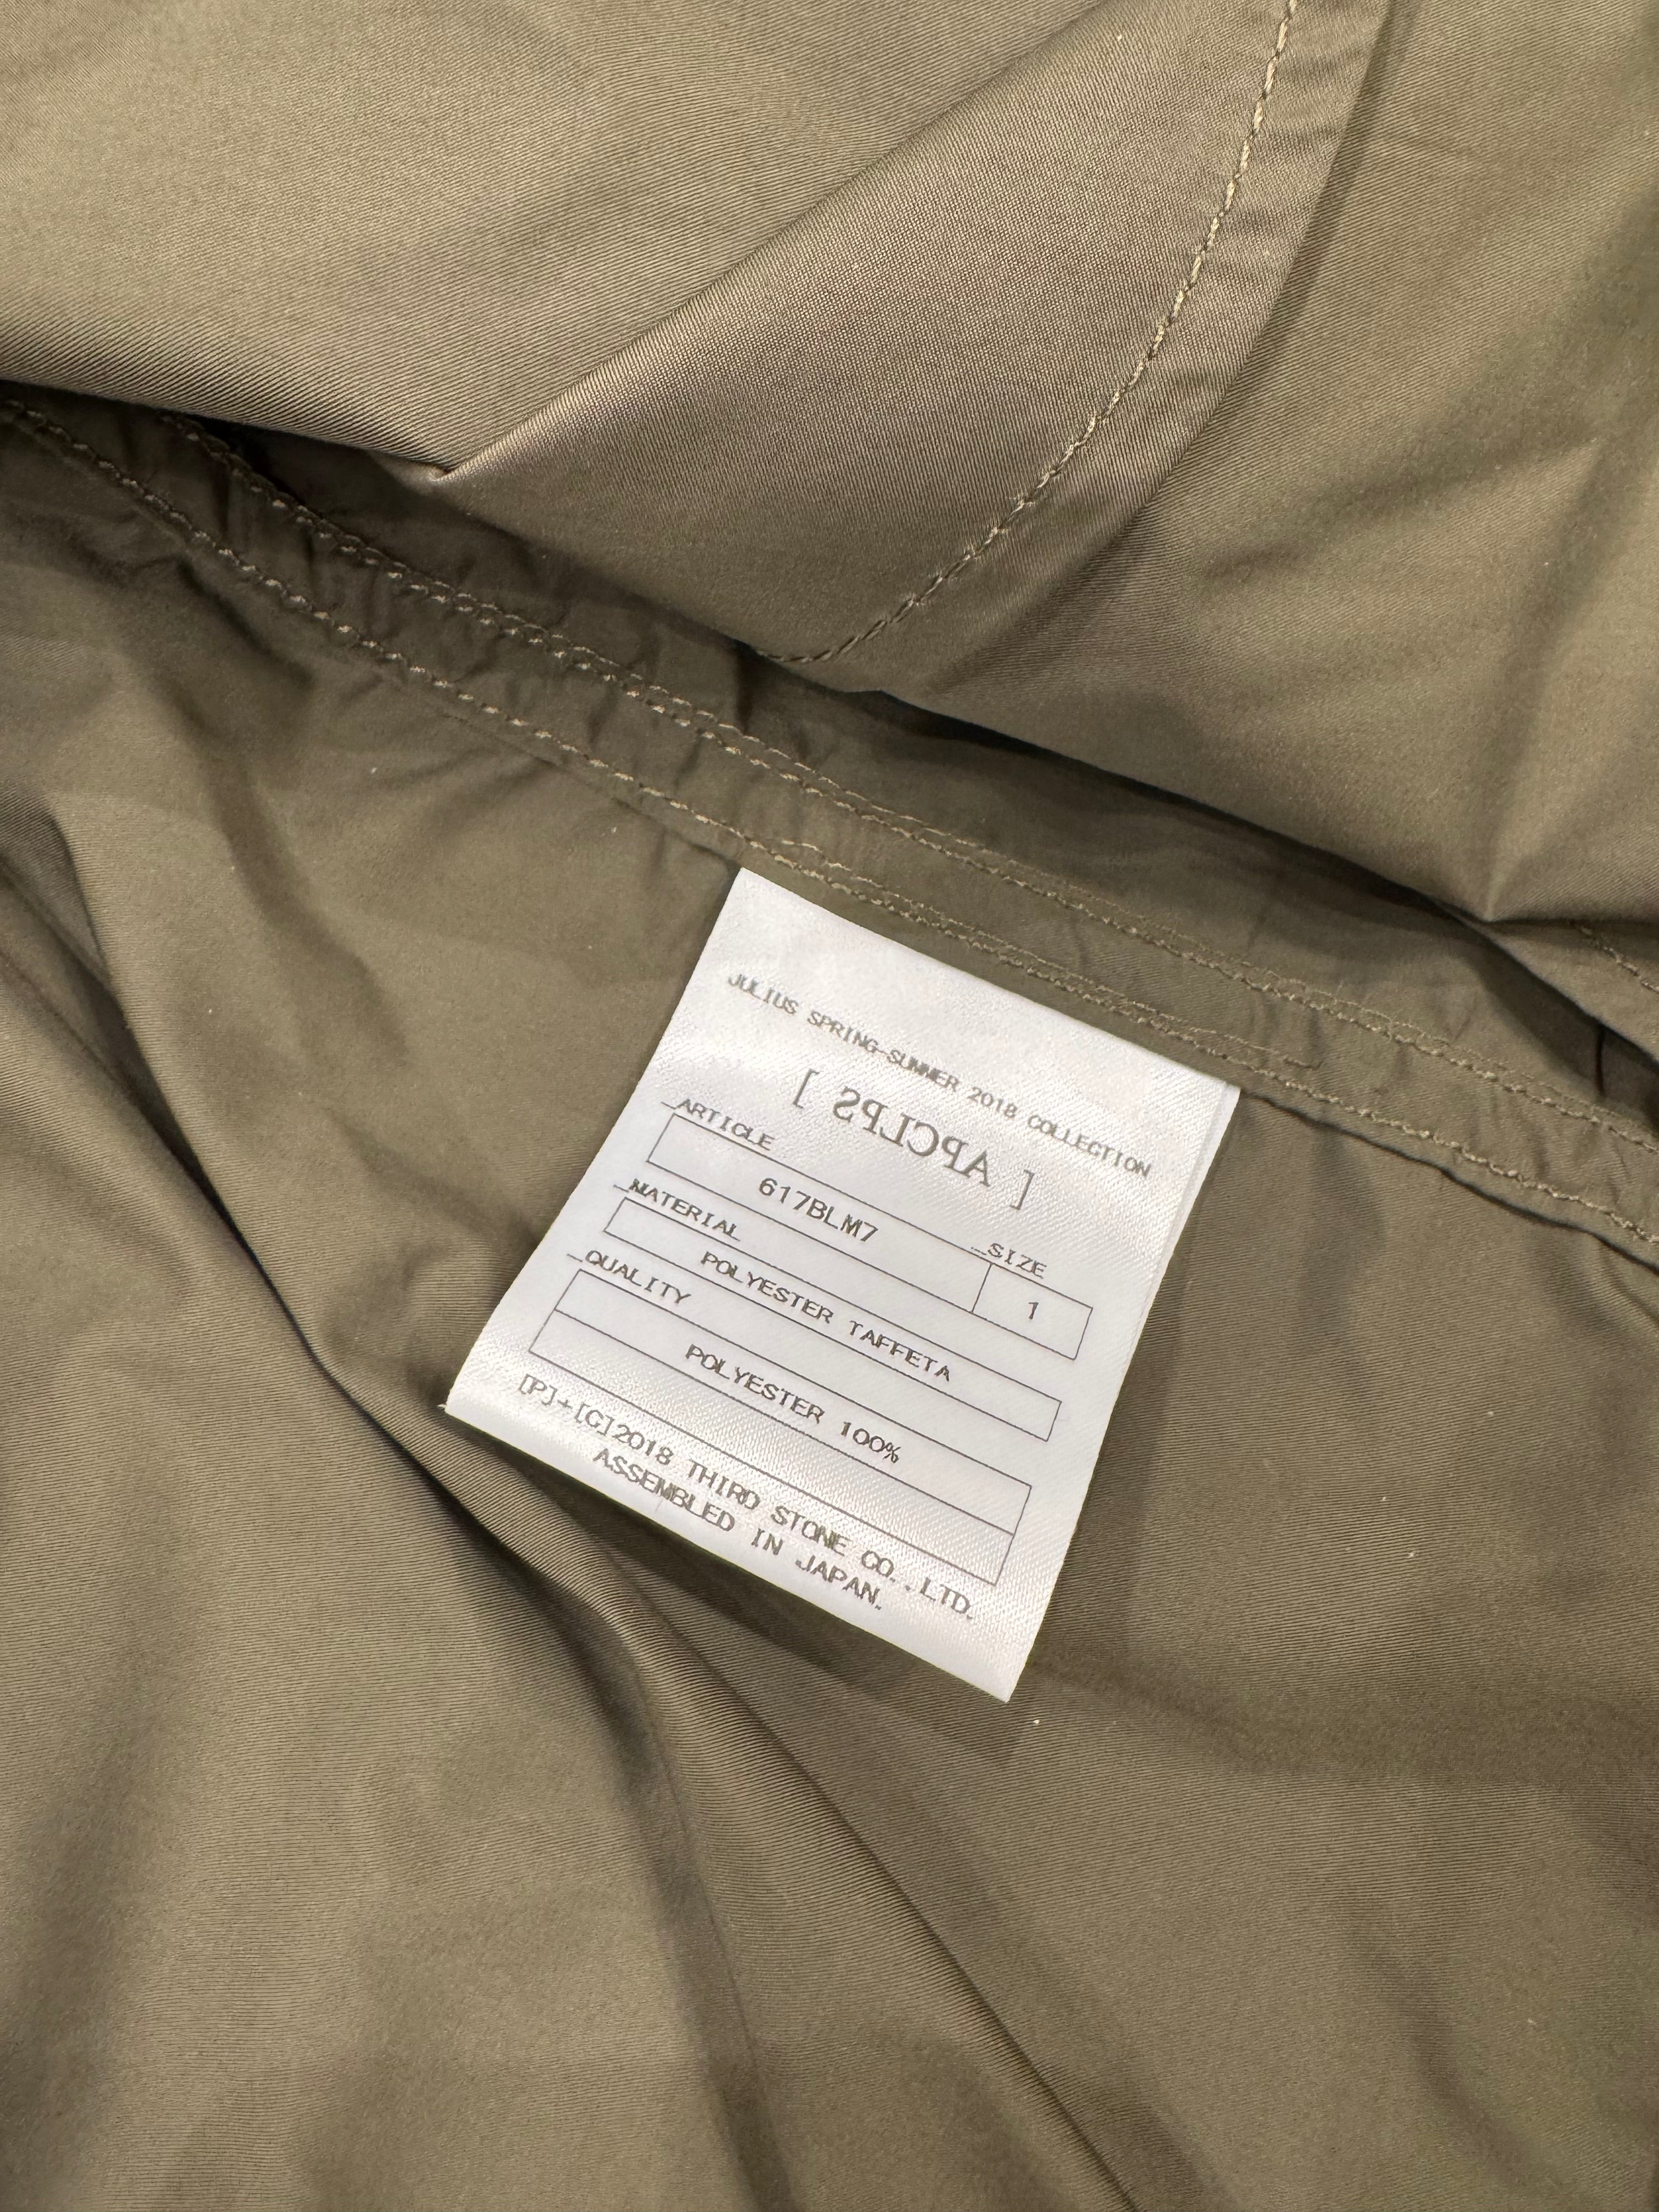 JULIUS SPRING-SUMMER 2018 COLLECTION
[ APCLPS ]
_ARTICLE
617BLM7
_SIZE
1
_MATERIAL
POLYESTER TAFFETA
_QUALITY
POLYESTER 100%
[P]+[C]2018 THIRD STONE CO.,LTD.
ASSEMBLED IN JAPAN.